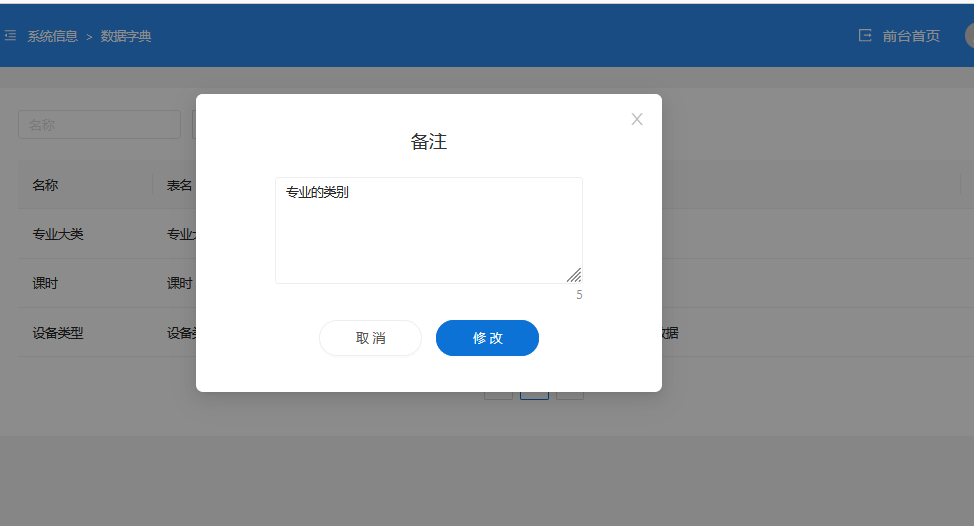 系统信息 > 数据字典
前台首页
名称
备注
专业的类别
5
取消
修改
名称
表名
专业大类
专业
课时
课时
设备类型
设备
数据